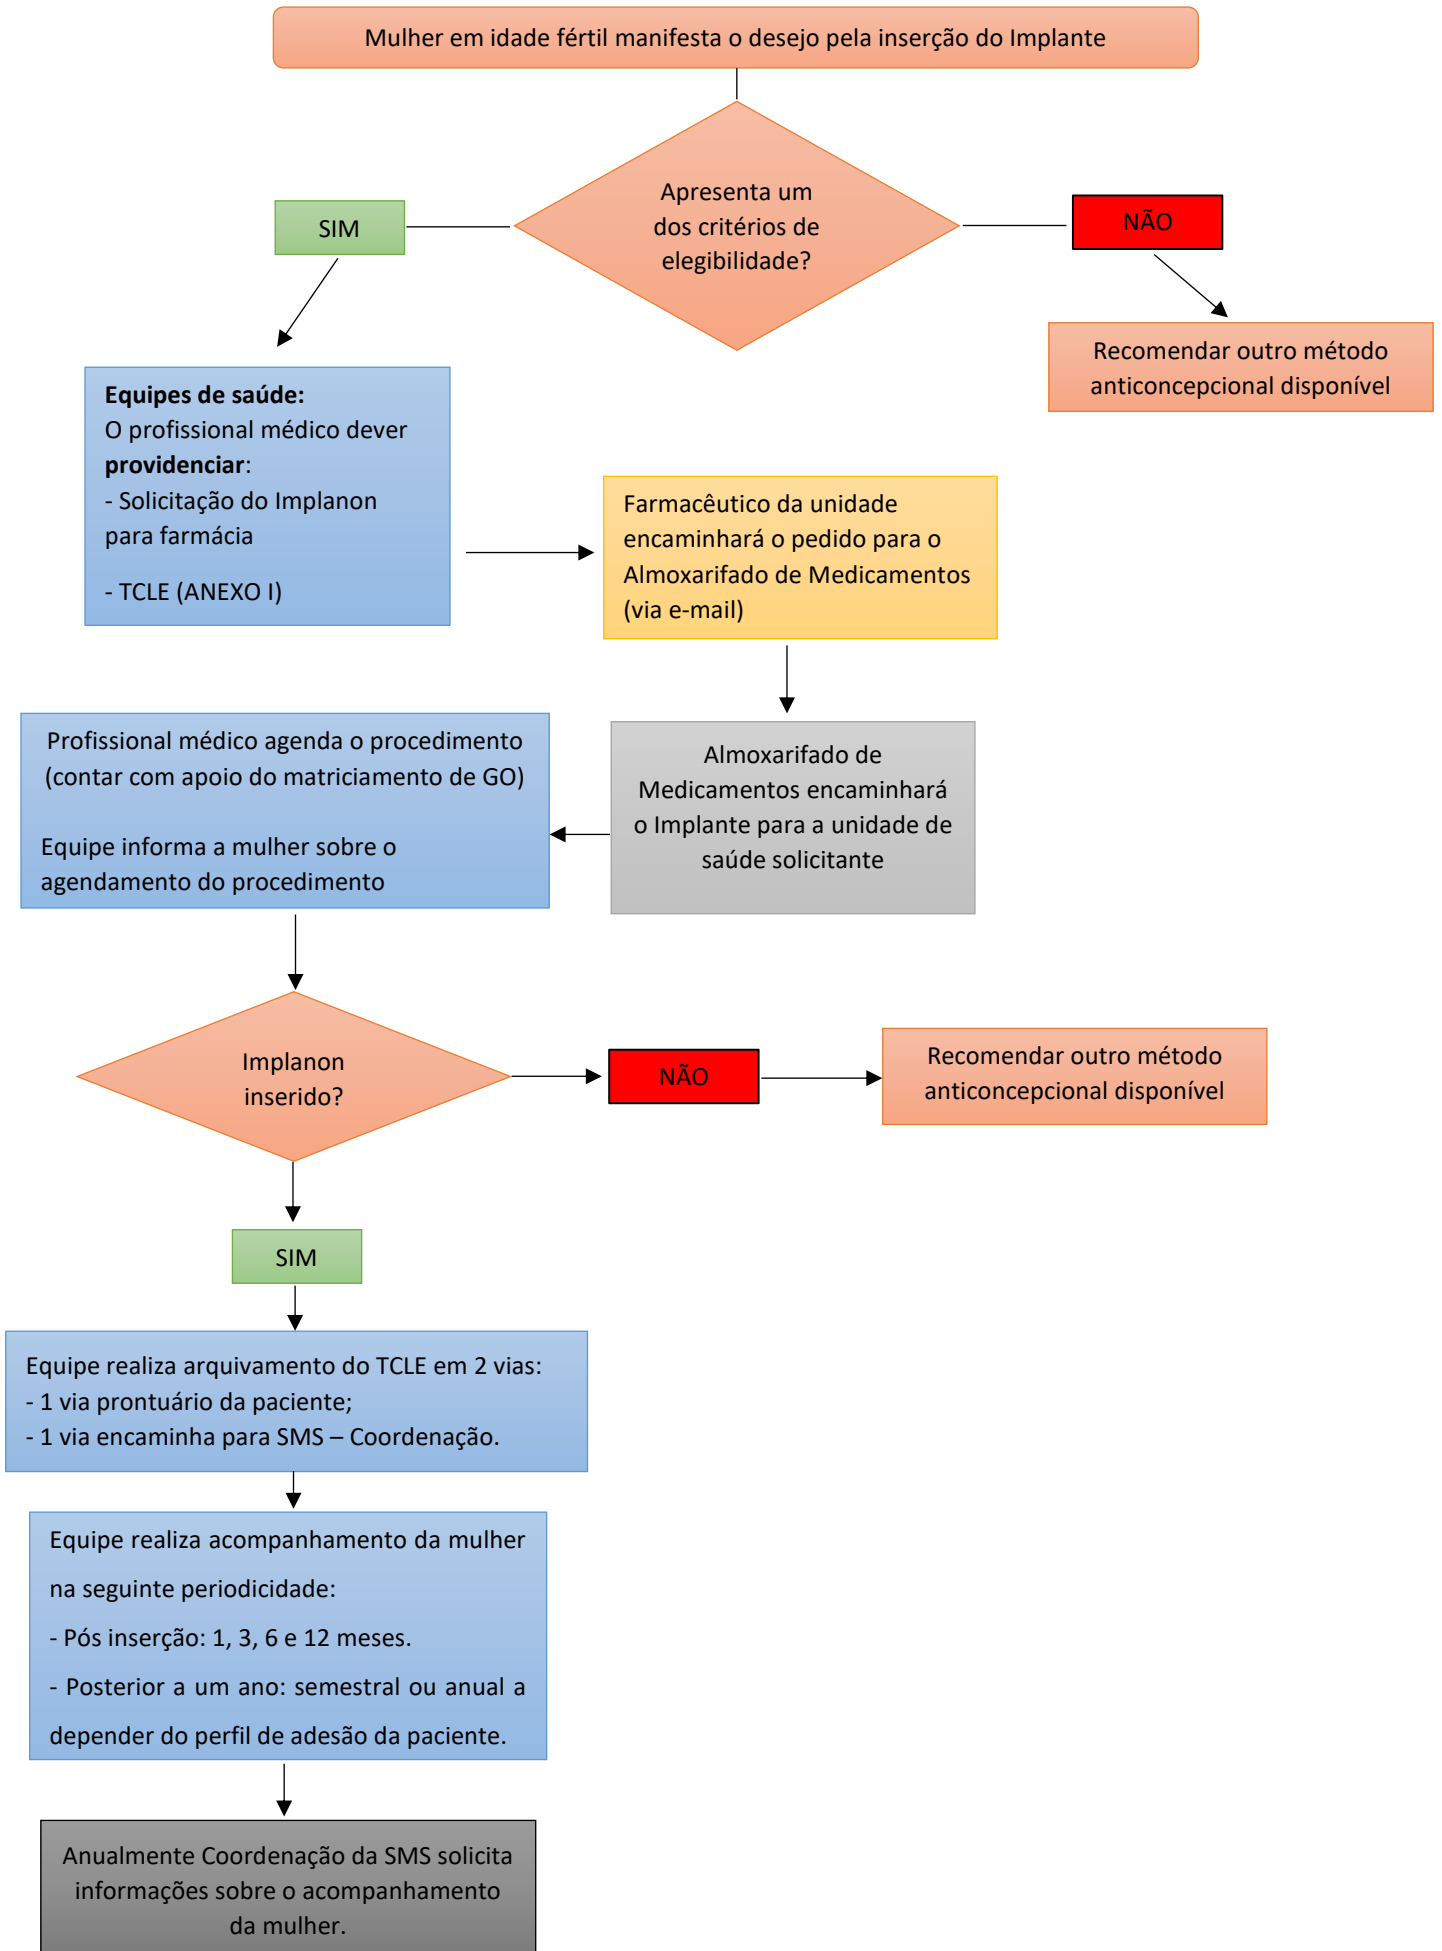 Mulher em idade fértil manifesta o desejo pela inserção do Implante
Apresenta um
dos critérios de
elegibilidade?
SIM
NÃO
Recomendar outro método
anticoncepcional disponível
Equipes de saúde:
O profissional médico dever
providenciar:
- Solicitação do Implanon
para farmácia
- TCLE (ANEXO I)
Farmacêutico da unidade
encaminhará o pedido para o
Almoxarifado de Medicamentos
(via e-mail)
Almoxarifado de
Medicamentos encaminhará
o Implante para a unidade de
saúde solicitante
Profissional médico agenda o procedimento
(contar com apoio do matriciamento de GO)
Equipe informa a mulher sobre o
agendamento do procedimento
Implanon
inserido?
NÃO
Recomendar outro método
anticoncepcional disponível
SIM
Equipe realiza arquivamento do TCLE em 2 vias:
- 1 via prontuário da paciente;
- 1 via encaminha para SMS – Coordenação.
Equipe realiza acompanhamento da mulher
na seguinte periodicidade:
- Pós inserção: 1, 3, 6 e 12 meses.
- Posterior a um ano: semestral ou anual a
depender do perfil de adesão da paciente.
Anualmente Coordenação da SMS solicita
informações sobre o acompanhamento
da mulher.